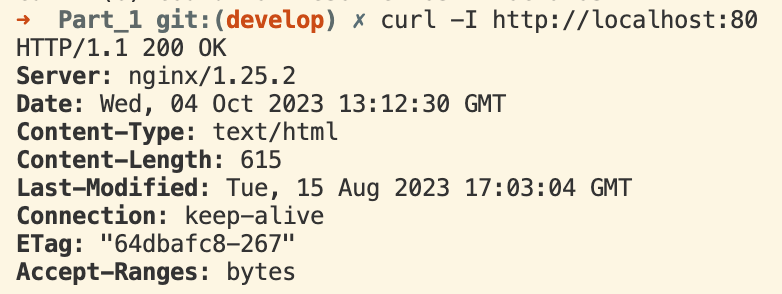 ➜  Part_1 git:(develop) ✗ curl -I http://localhost:80
HTTP/1.1 200 OK
Server: nginx/1.25.2
Date: Wed, 04 Oct 2023 13:12:30 GMT
Content-Type: text/html
Content-Length: 615
Last-Modified: Tue, 15 Aug 2023 17:03:04 GMT
Connection: keep-alive
ETag: "64dbafc8-267"
Accept-Ranges: bytes